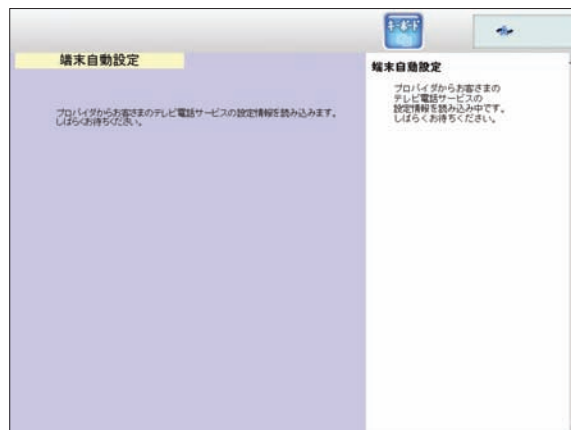 キーボード
端末自動設定
プロバイダからお客さまのテレビ電話サービスの設定情報を読み込みます。
しばらくお待ちください。
端末自動設定
プロバイダからお客さまの
テレビ電話サービスの
設定情報を読み込み中です。
しばらくお待ちください。